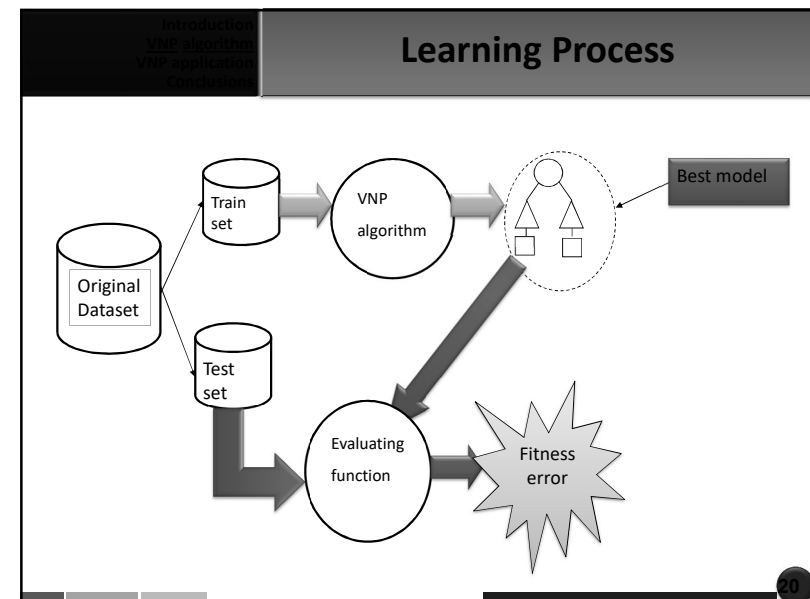 Introduction
VNP algorithm
VNP application
Conclusions
Learning Process
Train
set
VNP
algorithm
Best model
Original
Dataset
Test
set
Evaluating
function
Fitness
error
20